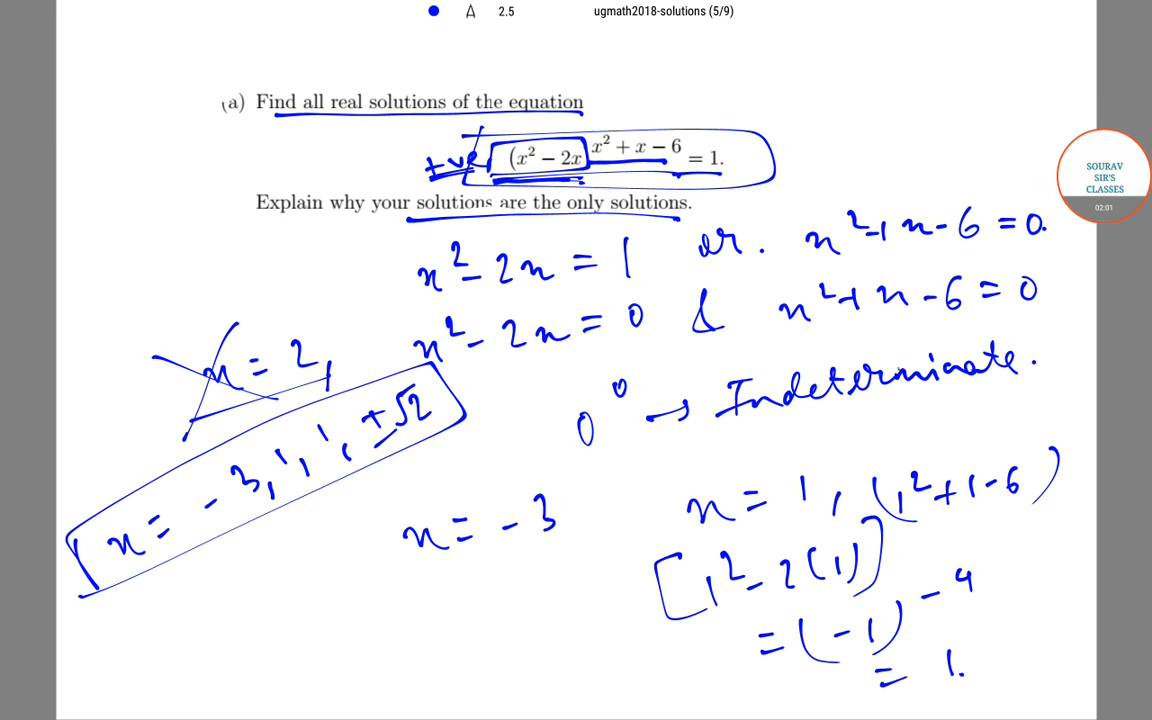 2.5 ugmath2018-solutions (5/9)
(a) Find all real solutions of the equation
+ve (x² − 2x)^{x² + x − 6} = 1.
SOURAV
SIR'S
CLASSES
02:01
Explain why your solutions are the only solutions.
x² - 2x = 1 or. x² + x - 6 = 0.
x² - 2x = 0 & x² + x - 6 = 0
x = 2,
0⁰ → Indeterminate.
x = - 3, 1, 1, ±√2
x = - 3
x = 1, (1² + 1 - 6)
[1² - 2(1)]
= (-1)⁻⁴
= 1.